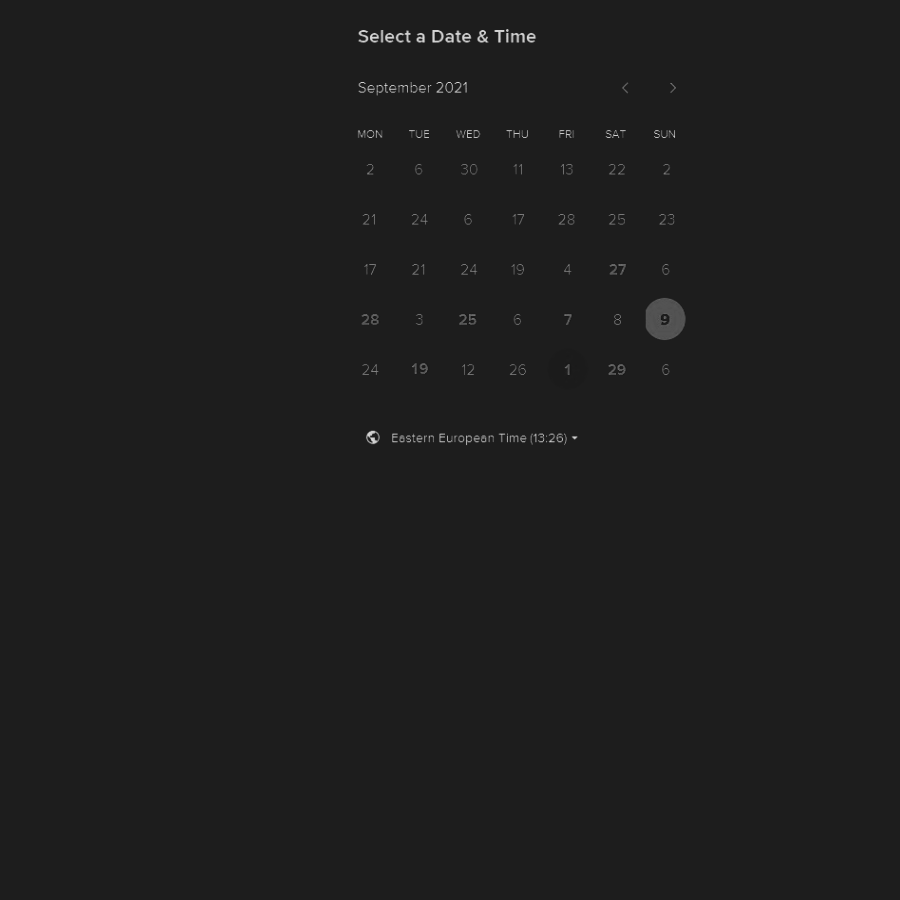 Select a Date & Time
September 2021
MON TUE WED THU FRI SAT SUN
2 6 30 11 13 22 2
21 24 6 17 28 25 23
17 21 24 19 4 27 6
28 3 25 6 7 8 9
24 19 12 26 1 29 6
Eastern European Time (13:26)